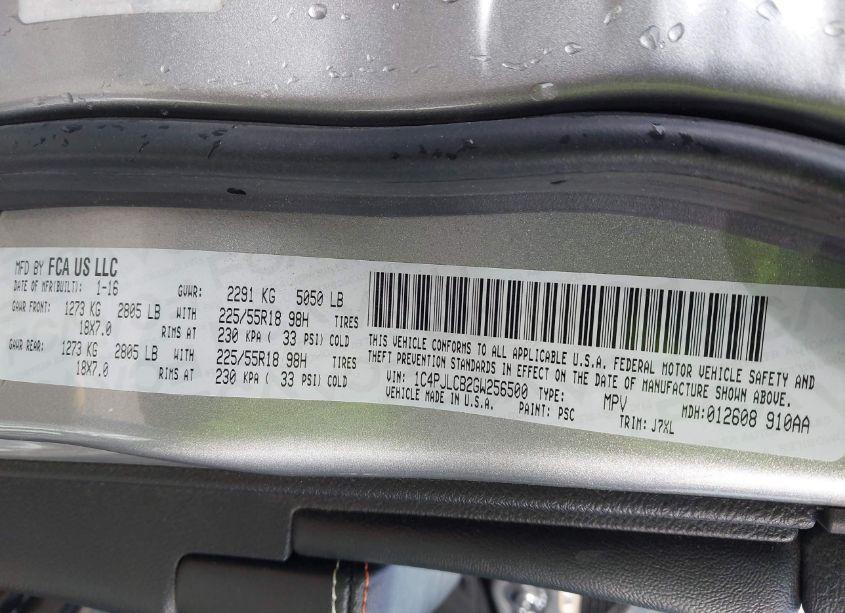 MFD BY FCA US LLC
DATE OF MFR(BUILT): 1-16 GVWR: 2291 KG 5050 LB
GAWR FRONT: 1273 KG 2805 LB WITH 225/55R18 98H TIRES
18X7.0 RIMS AT 230 KPA ( 33 PSI) COLD
GAWR REAR: 1273 KG 2805 LB WITH 225/55R18 98H TIRES
18X7.0 RIMS AT 230 KPA ( 33 PSI) COLD
THIS VEHICLE CONFORMS TO ALL APPLICABLE U.S.A. FEDERAL MOTOR VEHICLE SAFETY AND
THEFT PREVENTION STANDARDS IN EFFECT ON THE DATE OF MANUFACTURE SHOWN ABOVE.
VIN: 1C4PJLCB2GW256500 TYPE: MPV MDH:012608 910AA
VEHICLE MADE IN U.S.A. PAINT: PSC TRIM: J7XL